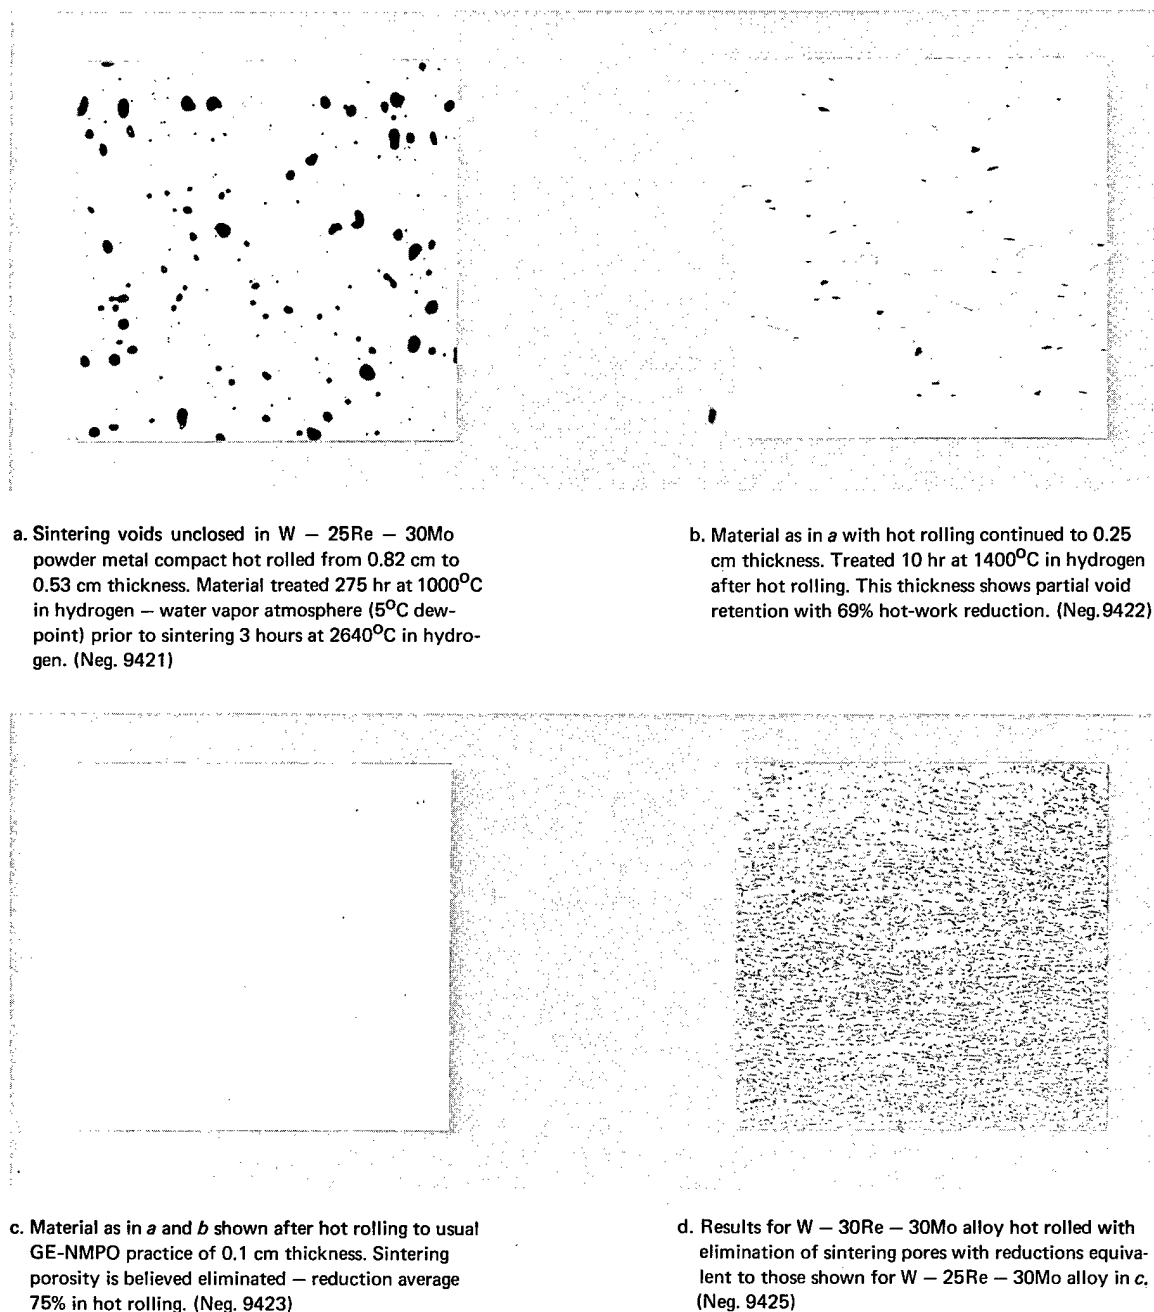 a. Sintering voids unclosed in W – 25Re – 30Mo
powder metal compact hot rolled from 0.82 cm to
0.53 cm thickness. Material treated 275 hr at 1000°C
in hydrogen – water vapor atmosphere (5°C dew-
point) prior to sintering 3 hours at 2640°C in hydro-
gen. (Neg. 9421)
b. Material as in a with hot rolling continued to 0.25
cm thickness. Treated 10 hr at 1400°C in hydrogen
after hot rolling. This thickness shows partial void
retention with 69% hot-work reduction. (Neg. 9422)
c. Material as in a and b shown after hot rolling to usual
GE-NMPO practice of 0.1 cm thickness. Sintering
porosity is believed eliminated – reduction average
75% in hot rolling. (Neg. 9423)
d. Results for W – 30Re – 30Mo alloy hot rolled with
elimination of sintering pores with reductions equiva-
lent to those shown for W – 25Re – 30Mo alloy in c.
(Neg. 9425)